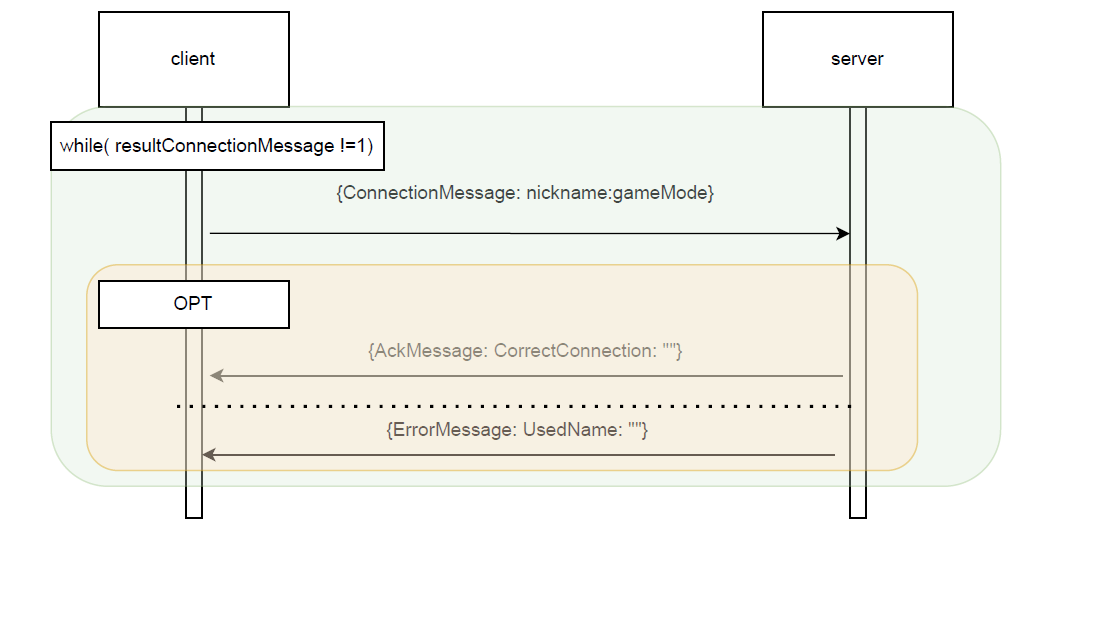 client
server
while( resultConnectionMessage !=1)
{ConnectionMessage: nickname:gameMode}
OPT
{AckMessage: CorrectConnection: ""}
{ErrorMessage: UsedName: ""}